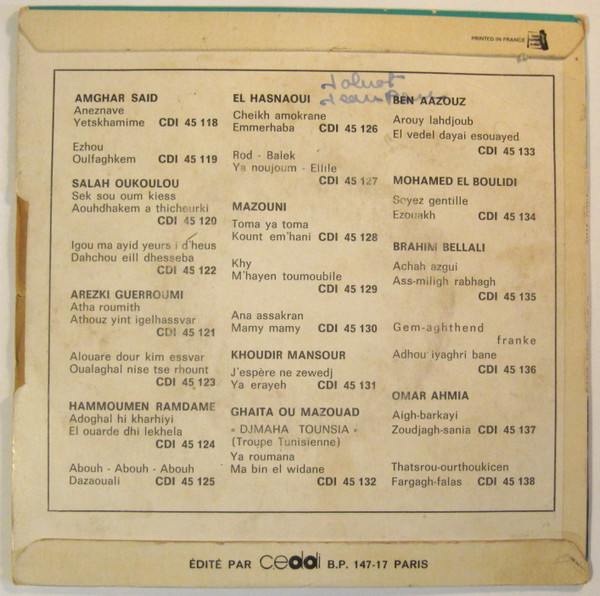 PRINTED IN FRANCE
AMGHAR SAID
Aneznave
Yetskhamime CDI 45 118
Ezhou
Oulfaghkem CDI 45 119
SALAH OUKOULOU
Sek sou oum kiess
Aouhdhakem a thicheurki
CDI 45 120
Igou ma ayid yeurs i d'heus
Dahchou eill dhesseba
CDI 45 122
AREZKI GUERROUMI
Atha roumith
Athouz yint igelhassvar
CDI 45 121
Alouare dour kim essvar
Oualaghal nise tse rhount
CDI 45 123
HAMMOUMEN RAMDAME
Adoghal hi kharhiyi
El ouarde dhi lekhela
CDI 45 124
Abouh - Abouh - Abouh
Dazaouali CDI 45 125
EL HASNAOUI
Cheikh amokrane
Emmerhaba CDI 45 126
Rod - Balek
Ya noujoum - Ellile
CDI 45 127
MAZOUNI
Toma ya toma
Kount em'hani CDI 45 128
Khy
M'hayen toumoubile
CDI 45 129
Ana assakran
Mamy mamy CDI 45 130
KHOUDIR MANSOUR
J'espère ne zewedj
Ya erayeh CDI 45 131
GHAITA OU MAZOUAD
« DJMAHA TOUNSIA »
(Troupe Tunisienne)
Ya roumana
Ma bin el widane
CDI 45 132
BEN AAZOUZ
Arouy lahdjoub
El vedel dayai esouayed
CDI 45 133
MOHAMED EL BOULIDI
Soyez gentille
Ezouakh CDI 45 134
BRAHIM BELLALI
Achah azgui
Ass-miligh rabhagh
CDI 45 135
Gem-aghthend
franke
Adhou iyaghri bane
CDI 45 136
OMAR AHMIA
Aigh-barkayi
Zoudjagh-sania CDI 45 137
Thatsrou-ourthoukicen
Fargagh-falas CDI 45 138
ÉDITÉ PAR ceddi B.P. 147-17 PARIS